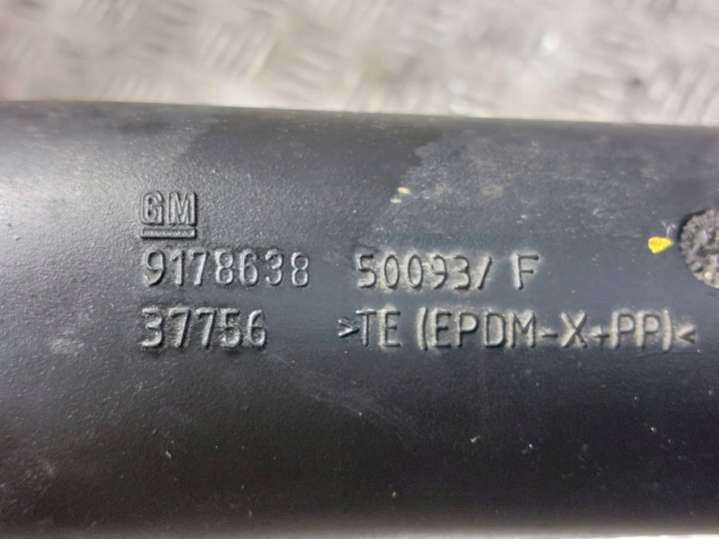 GM
9178638 50093/ F
37756 >TE (EPDM-X+PP)<